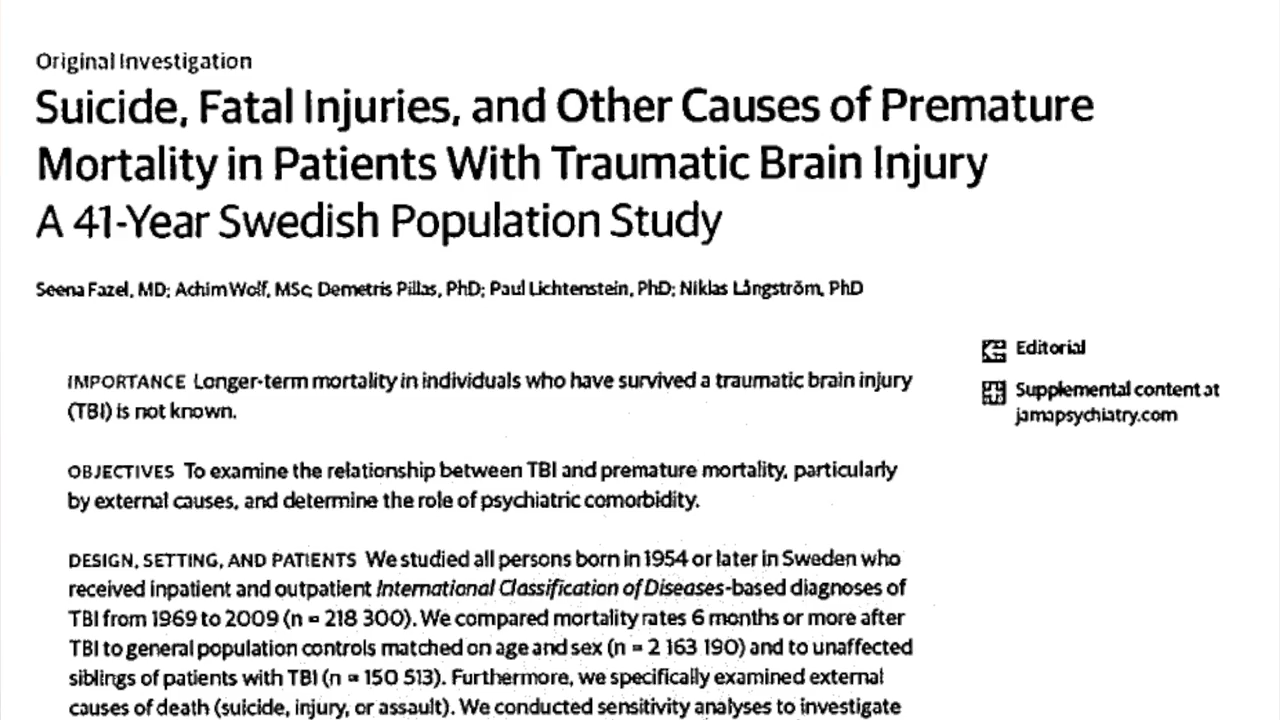 Original Investigation
Suicide, Fatal Injuries, and Other Causes of Premature
Mortality in Patients With Traumatic Brain Injury
A 41-Year Swedish Population Study
Seena Fazel, MD; Achim Wolf, MSc; Demetris Pillas, PhD; Paul Lichtenstein, PhD; Niklas Långström, PhD
Editorial
Supplemental content at
jamapsychiatry.com
IMPORTANCE Longer-term mortality in individuals who have survived a traumatic brain injury
(TBI) is not known.
OBJECTIVES To examine the relationship between TBI and premature mortality, particularly
by external causes, and determine the role of psychiatric comorbidity.
DESIGN, SETTING, AND PATIENTS We studied all persons born in 1954 or later in Sweden who
received inpatient and outpatient International Classification of Diseases-based diagnoses of
TBI from 1969 to 2009 (n = 218 300). We compared mortality rates 6 months or more after
TBI to general population controls matched on age and sex (n = 2 163 190) and to unaffected
siblings of patients with TBI (n = 150 513). Furthermore, we specifically examined external
causes of death (suicide, injury, or assault). We conducted sensitivity analyses to investigate